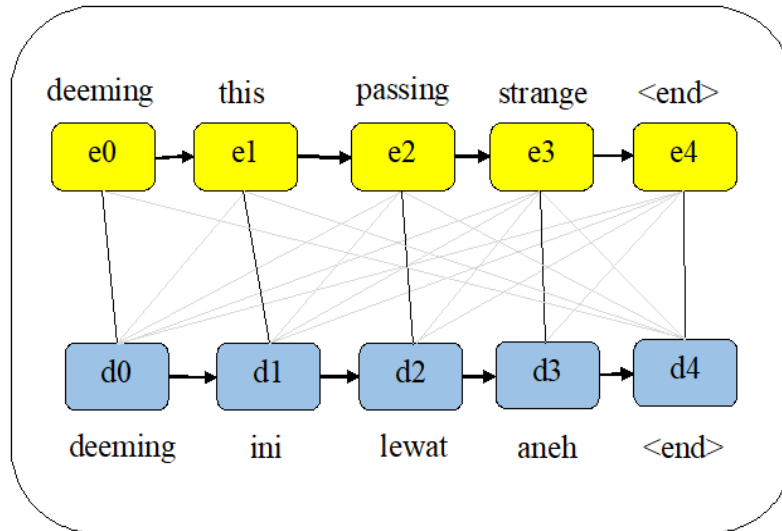 deeming this passing strange <end>
e0 e1 e2 e3 e4
d0 d1 d2 d3 d4
deeming ini lewat aneh <end>